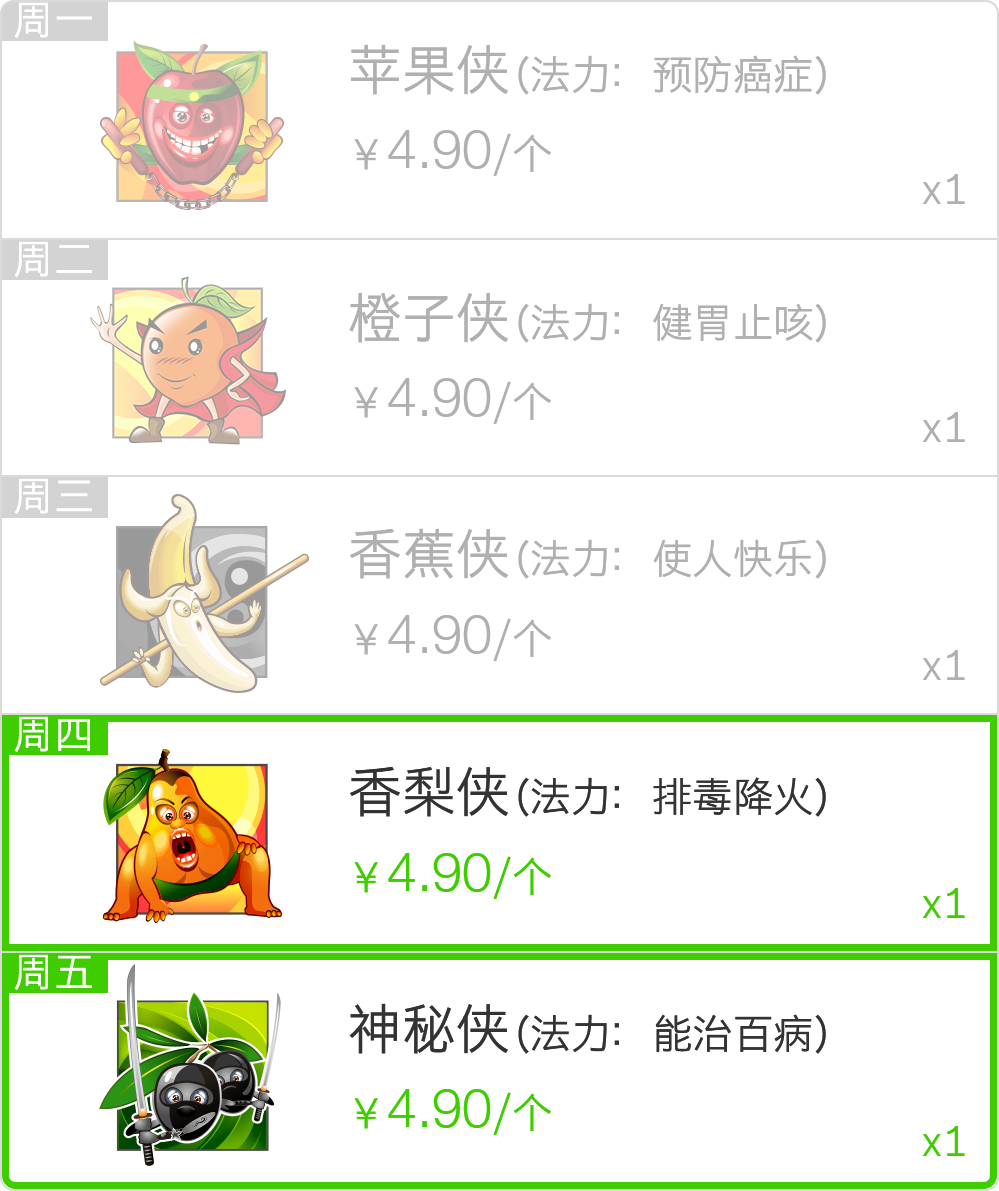 周一
苹果侠(法力: 预防癌症)
¥4.90/个
x1
周二
橙子侠(法力: 健胃止咳)
¥4.90/个
x1
周三
香蕉侠(法力: 使人快乐)
¥4.90/个
x1
周四
香梨侠(法力: 排毒降火)
¥4.90/个
x1
周五
神秘侠(法力: 能治百病)
¥4.90/个
x1